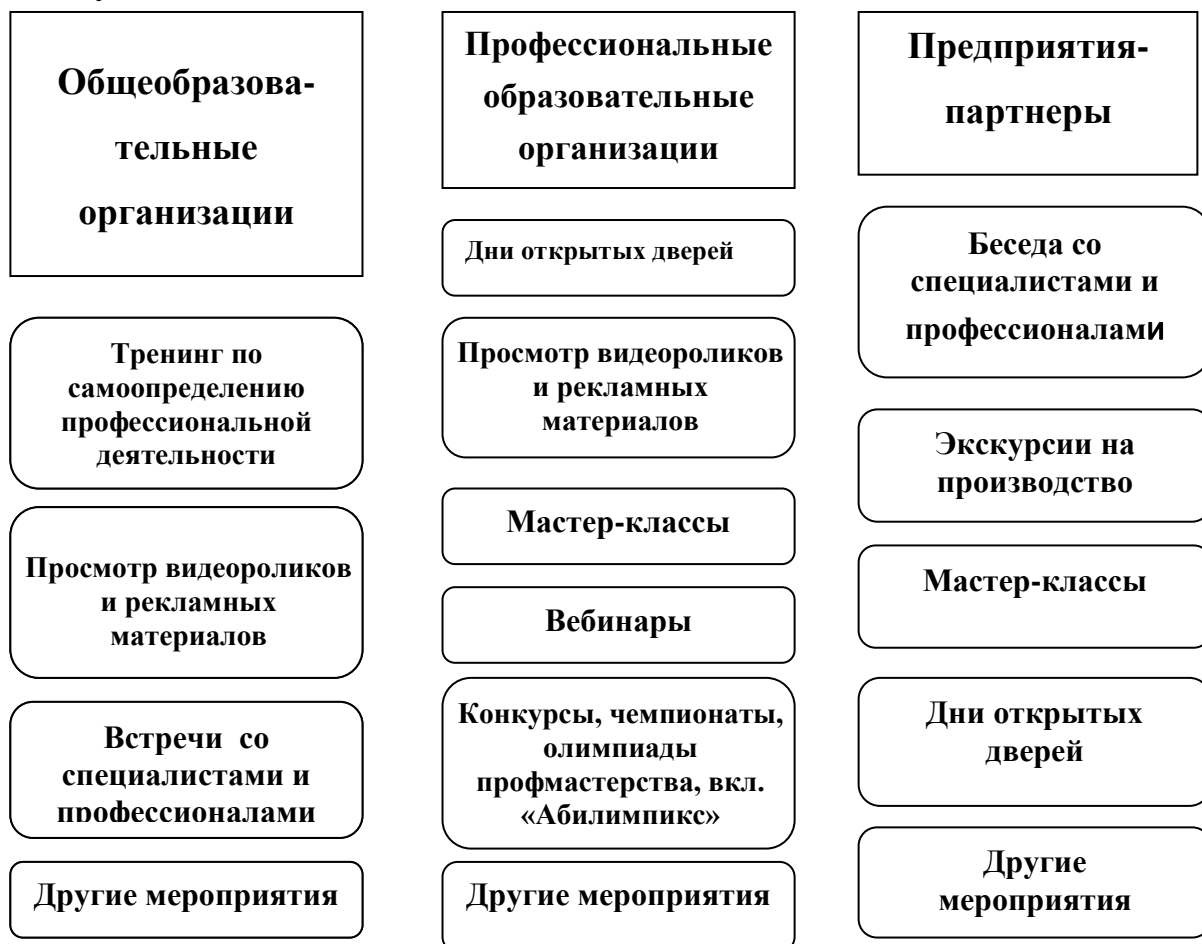 Общеобразова-
тельные
организации
Тренинг по
самоопределению
профессиональной
деятельности
Просмотр видеороликов
и рекламных
материалов
Встречи со
специалистами и
профессионалами
Другие мероприятия
Профессиональные
образовательные
организации
Дни открытых дверей
Просмотр видеороликов
и рекламных
материалов
Мастер-классы
Вебинары
Конкурсы, чемпионаты,
олимпиады
профмастерства, вкл.
«Абилимпикс»
Другие мероприятия
Предприятия-
партнеры
Беседа со
специалистами и
профессионалами
Экскурсии на
производство
Мастер-классы
Дни открытых
дверей
Другие
мероприятия